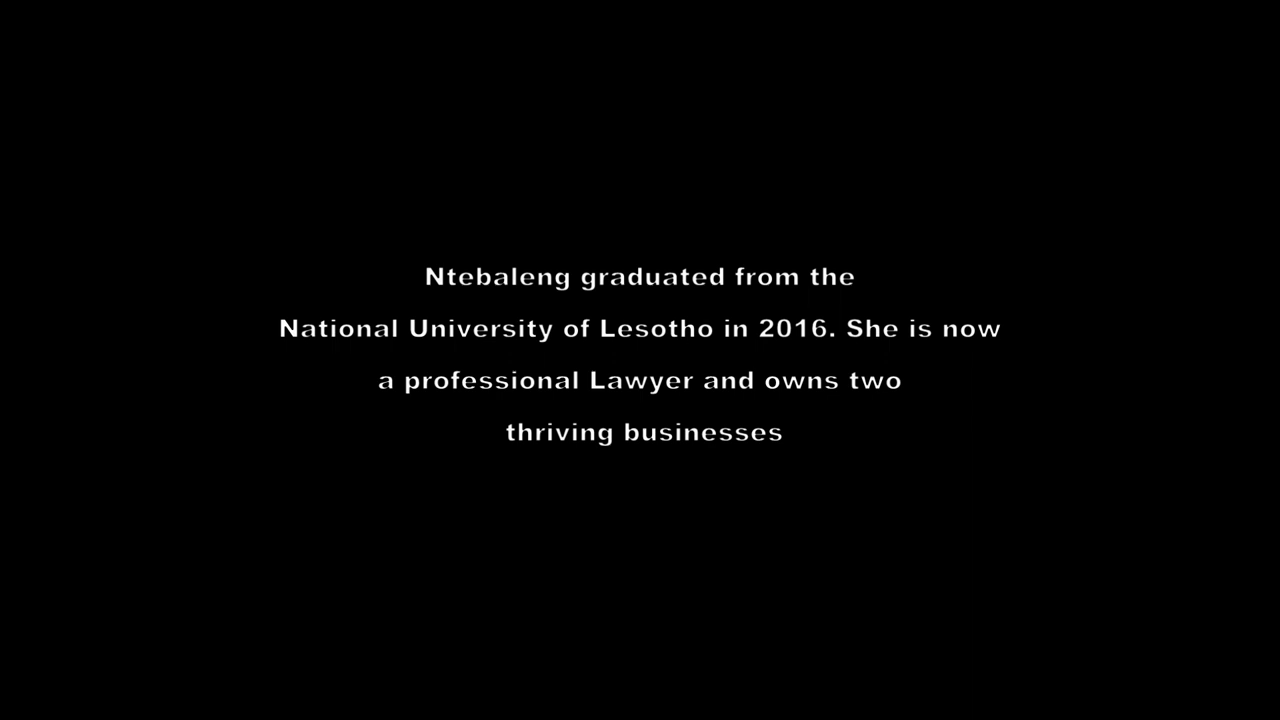 Ntebaleng graduated from the
National University of Lesotho in 2016. She is now
a professional Lawyer and owns two
thriving businesses